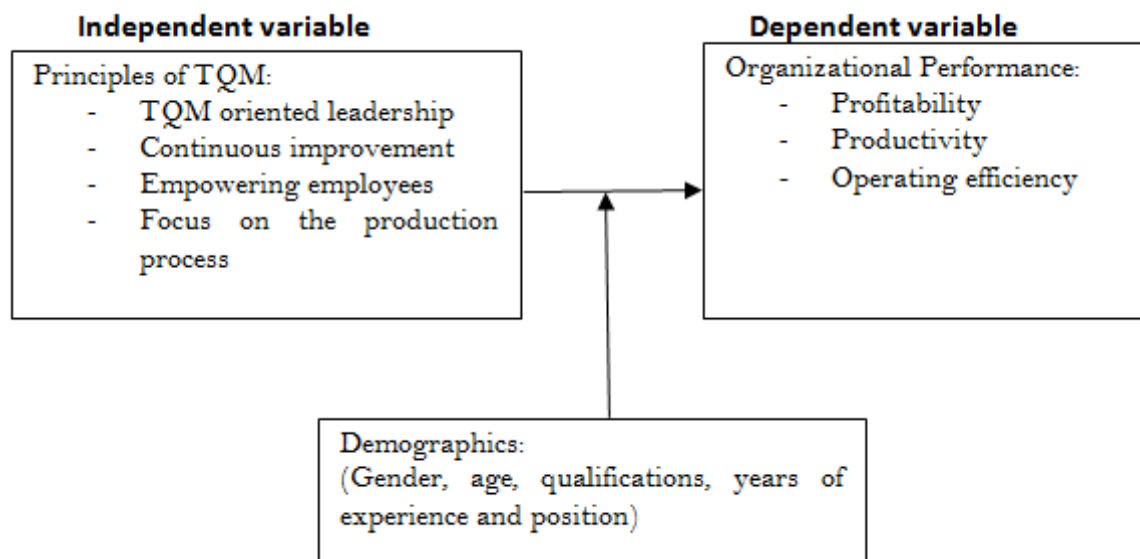 Independent variable
Principles of TQM:
- TQM oriented leadership
- Continuous improvement
- Empowering employees
- Focus on the production
process
Dependent variable
Organizational Performance:
- Profitability
- Productivity
- Operating efficiency
Demographics:
(Gender, age, qualifications, years of
experience and position)